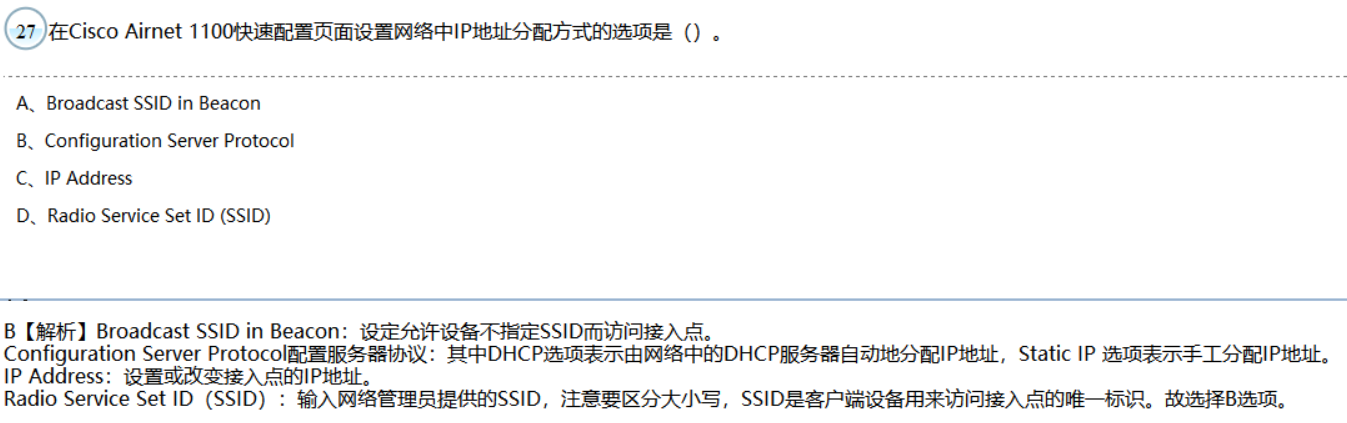 27 在Cisco Airnet 1100快速配置页面设置网络中IP地址分配方式的选项是（）。
A、Broadcast SSID in Beacon
B、Configuration Server Protocol
C、IP Address
D、Radio Service Set ID (SSID)
B【解析】Broadcast SSID in Beacon：设定允许设备不指定SSID而访问接入点。
Configuration Server Protocol配置服务器协议：其中DHCP选项表示由网络中的DHCP服务器自动地分配IP地址，Static IP 选项表示手工分配IP地址。
IP Address：设置或改变接入点的IP地址。
Radio Service Set ID（SSID）：输入网络管理员提供的SSID，注意要区分大小写，SSID是客户端设备用来访问接入点的唯一标识。故选择B选项。